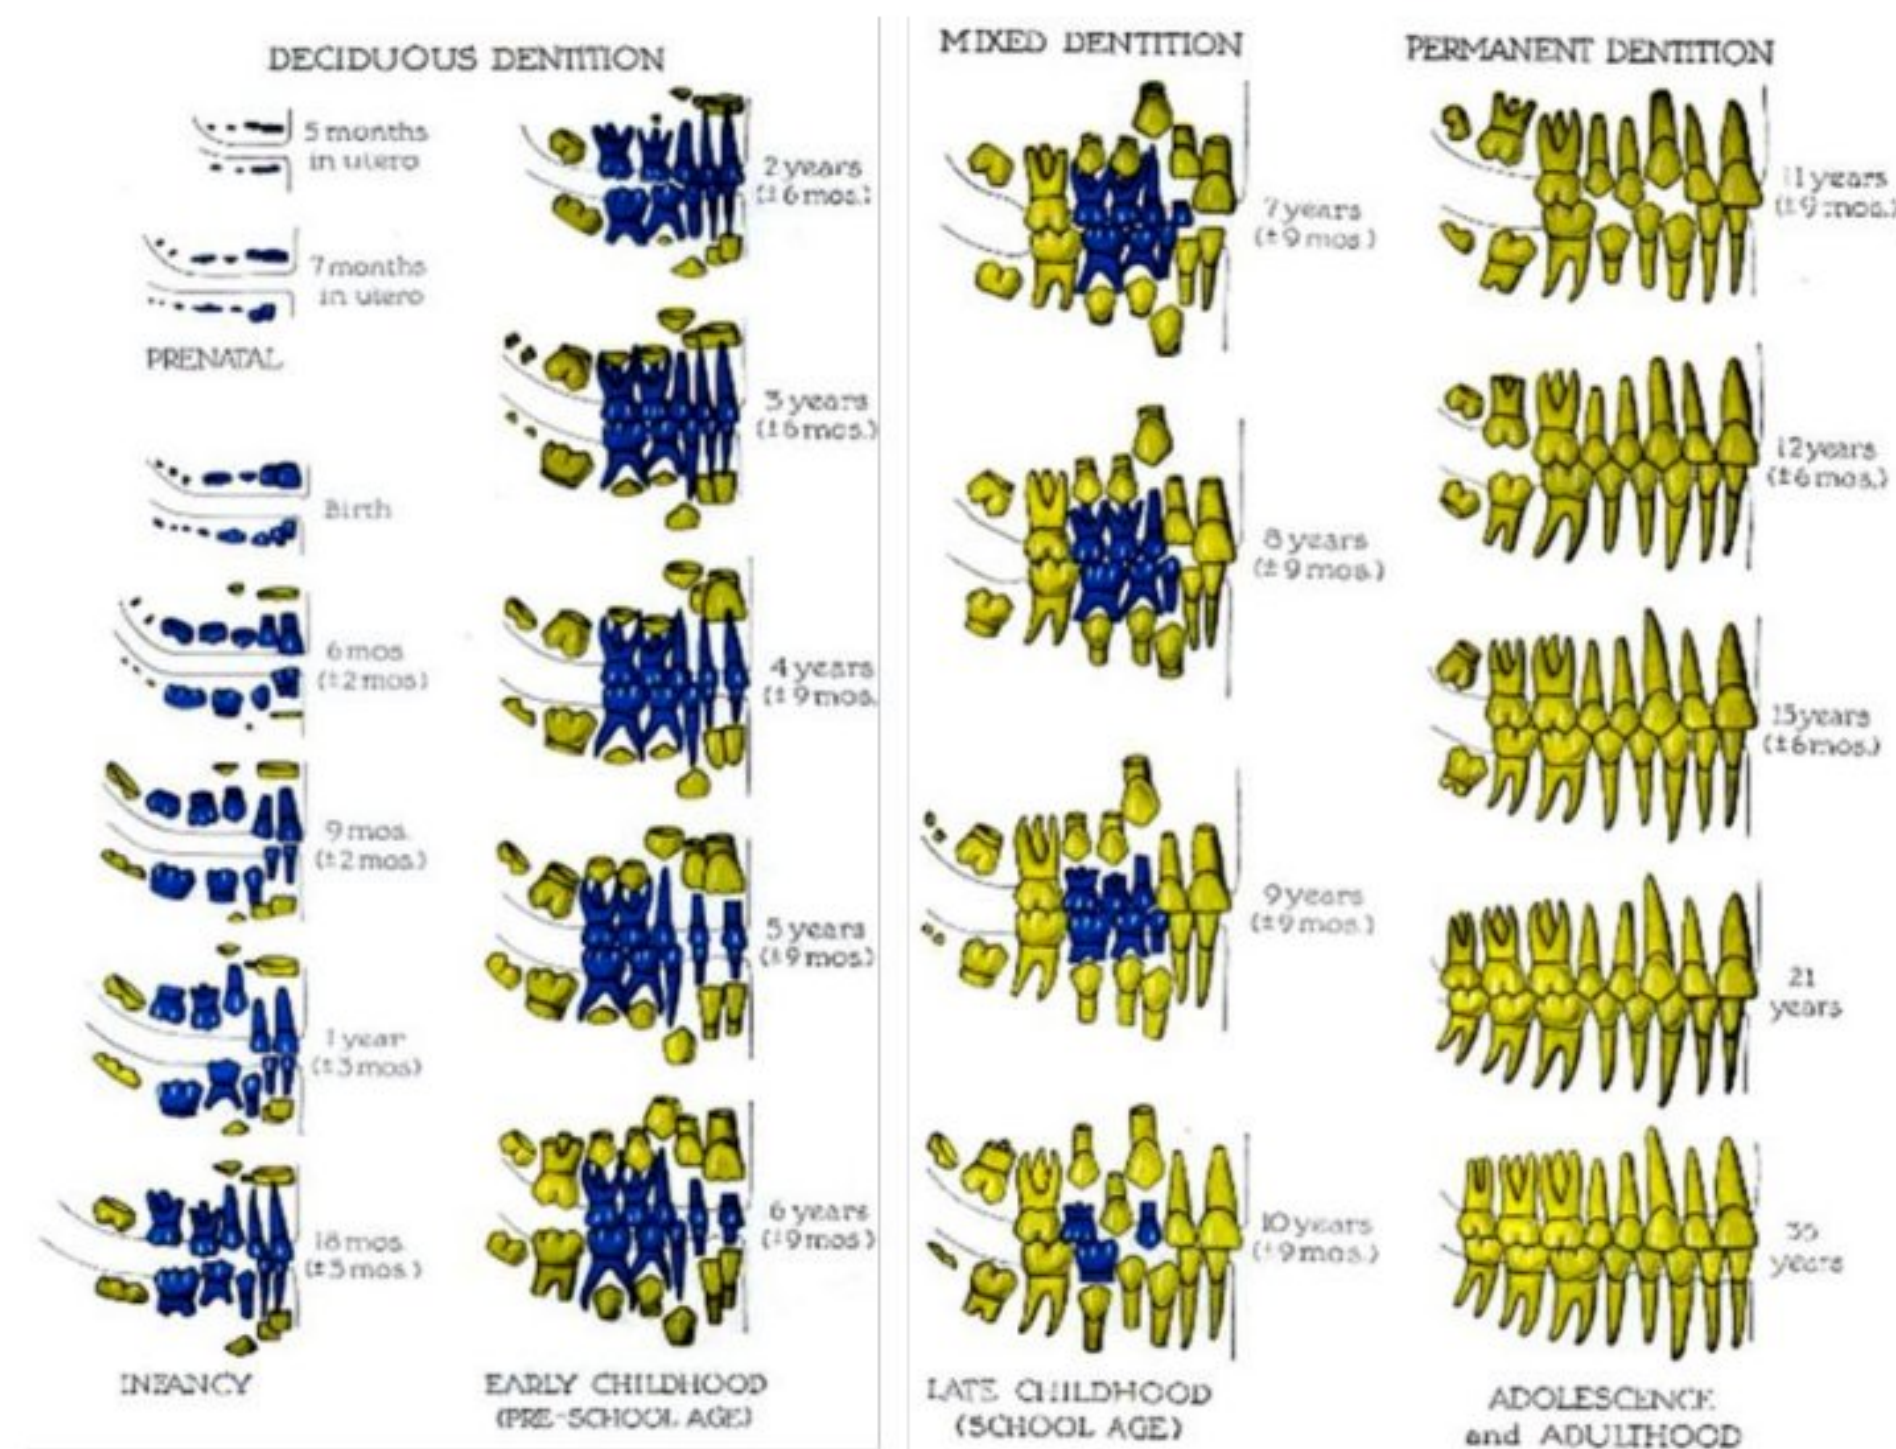 DECIDUOUS DENTITION
5 months
in utero
7 months
in utero
PRENATAL
Birth
6 mos
(±2 mos)
9 mos.
(±2 mos.)
1 year
(±3 mos)
18 mos
(±3 mos.)
INFANCY
2 years
(±6 mos.)
3 years
(±6 mos.)
4 years
(±9 mos.
5 years
(±9 mos.)
6 years
(±9 mos)
EARLY CHILDHOOD
(PRE-SCHOOL AGE)
MIXED DENTITION
7 years
(±9 mos.)
8 years
(±9 mos.)
9 years
(±9 mos.)
10 years
(±9 mos.)
LATE CHILDHOOD
(SCHOOL AGE)
PERMANENT DENTITION
11 years
(±9 mos.)
12 years
(±6 mos.)
15 years
(±6 mos.)
21
years
35
years
ADOLESCENCE
and ADULTHOOD